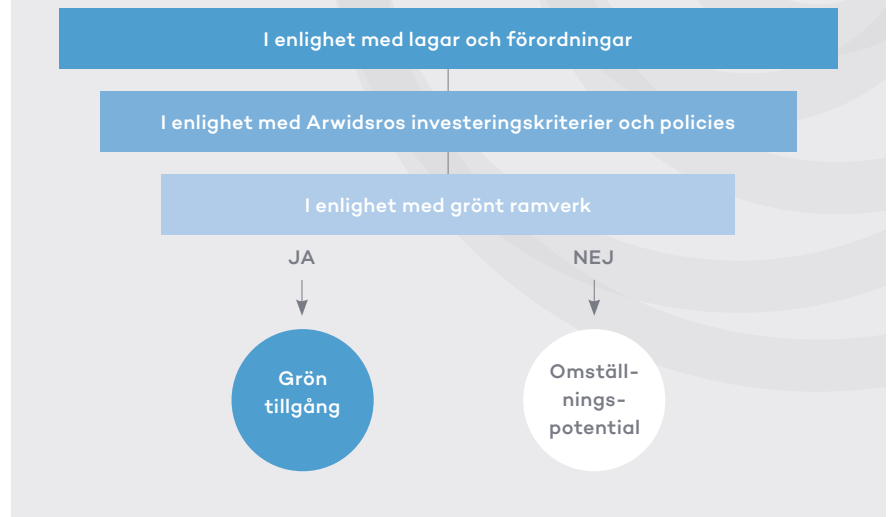 I enlighet med lagar och förordningar
I enlighet med Arwidsros investeringskriterier och policies
I enlighet med grönt ramverk
JA
NEJ
Grön
tillgång
Omställ-
nings-
potential